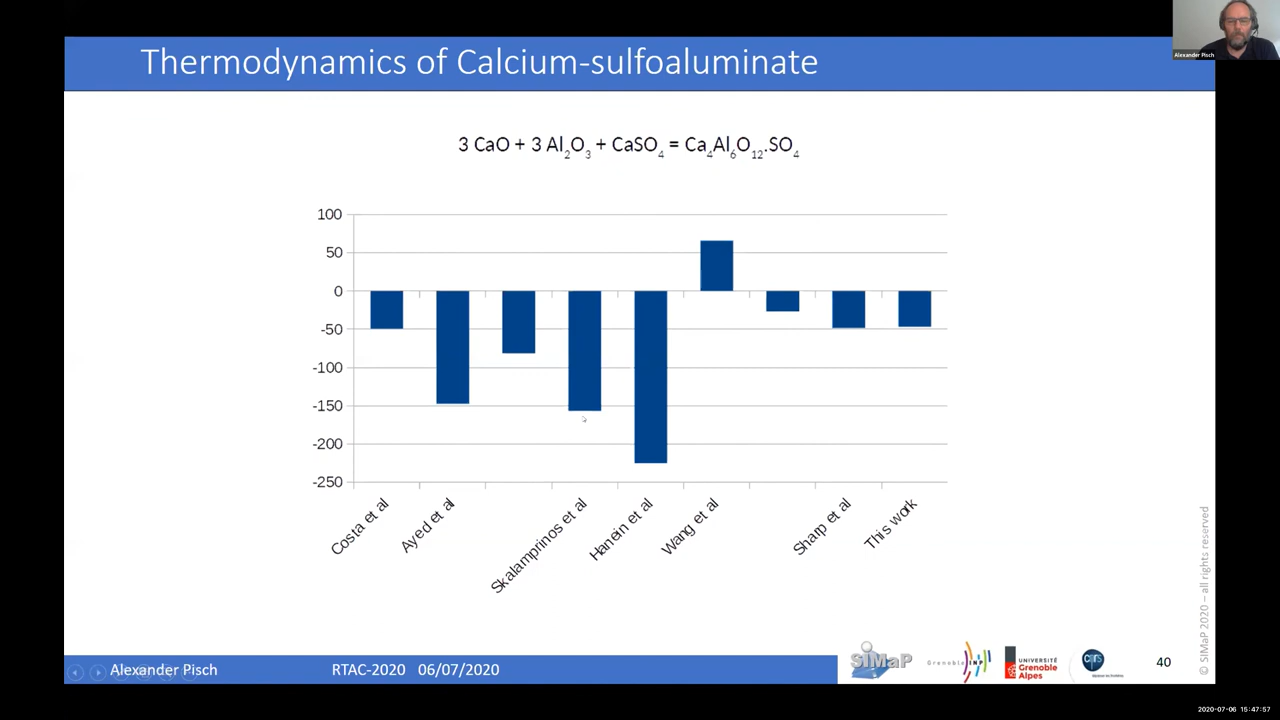 Alexander Pisch
Thermodynamics of Calcium-sulfoaluminate
3 CaO + 3 Al2O3 + CaSO4 = Ca4Al6O12.SO4
100
50
0
-50
-100
-150
-200
-250
Costa et al
Ayed et al
Skalamprinos et al
Hanein et al
Wang et al
Sharp et al
This work
© SIMaP 2020 – all rights reserved
Alexander Pisch
RTAC-2020 06/07/2020
SIMaP
Grenoble INP
UNIVERSITÉ
Grenoble
Alpes
cnrs
40
2020-07-06 15:47:57